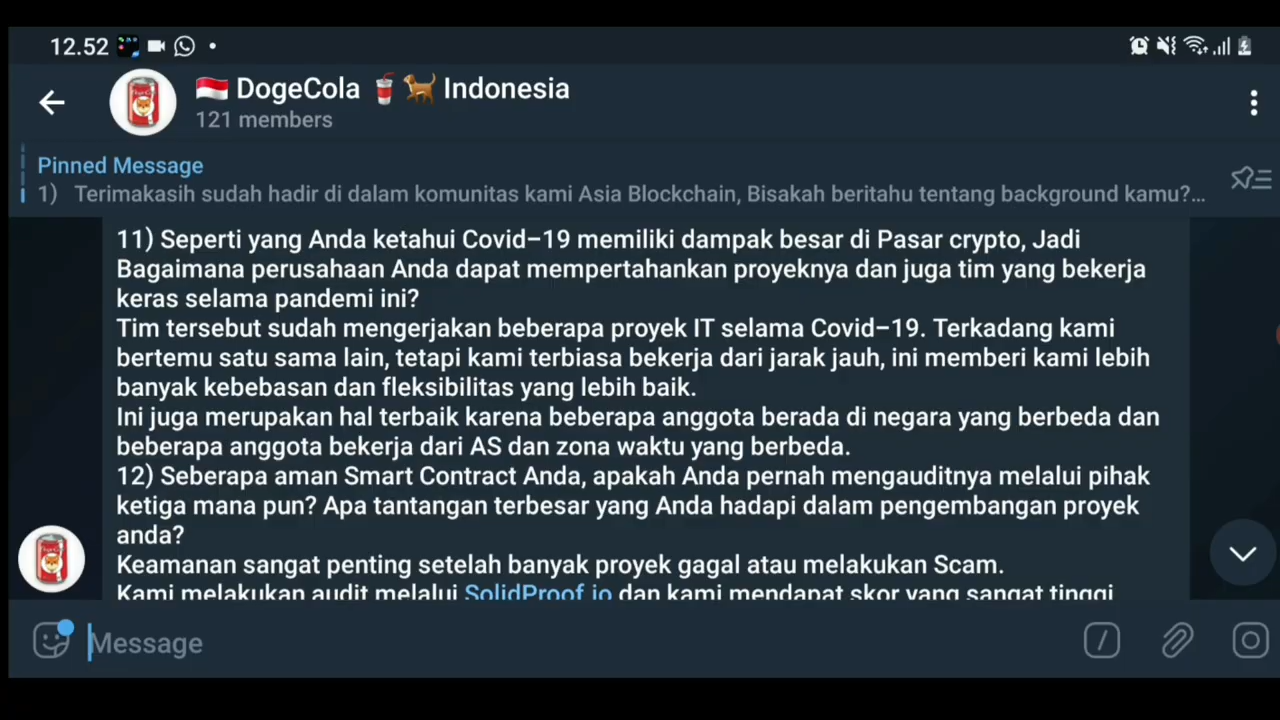 12.52
DogeCola Indonesia
121 members
Pinned Message
1) Terimakasih sudah hadir di dalam komunitas kami Asia Blockchain, Bisakah beritahu tentang background kamu?...
11) Seperti yang Anda ketahui Covid-19 memiliki dampak besar di Pasar crypto, Jadi
Bagaimana perusahaan Anda dapat mempertahankan proyeknya dan juga tim yang bekerja
keras selama pandemi ini?
Tim tersebut sudah mengerjakan beberapa proyek IT selama Covid-19. Terkadang kami
bertemu satu sama lain, tetapi kami terbiasa bekerja dari jarak jauh, ini memberi kami lebih
banyak kebebasan dan fleksibilitas yang lebih baik.
Ini juga merupakan hal terbaik karena beberapa anggota berada di negara yang berbeda dan
beberapa anggota bekerja dari AS dan zona waktu yang berbeda.
12) Seberapa aman Smart Contract Anda, apakah Anda pernah mengauditnya melalui pihak
ketiga mana pun? Apa tantangan terbesar yang Anda hadapi dalam pengembangan proyek
anda?
Keamanan sangat penting setelah banyak proyek gagal atau melakukan Scam.
Kami melakukan audit melalui SolidProof.io dan kami mendapat skor yang sangat tinggi
Message